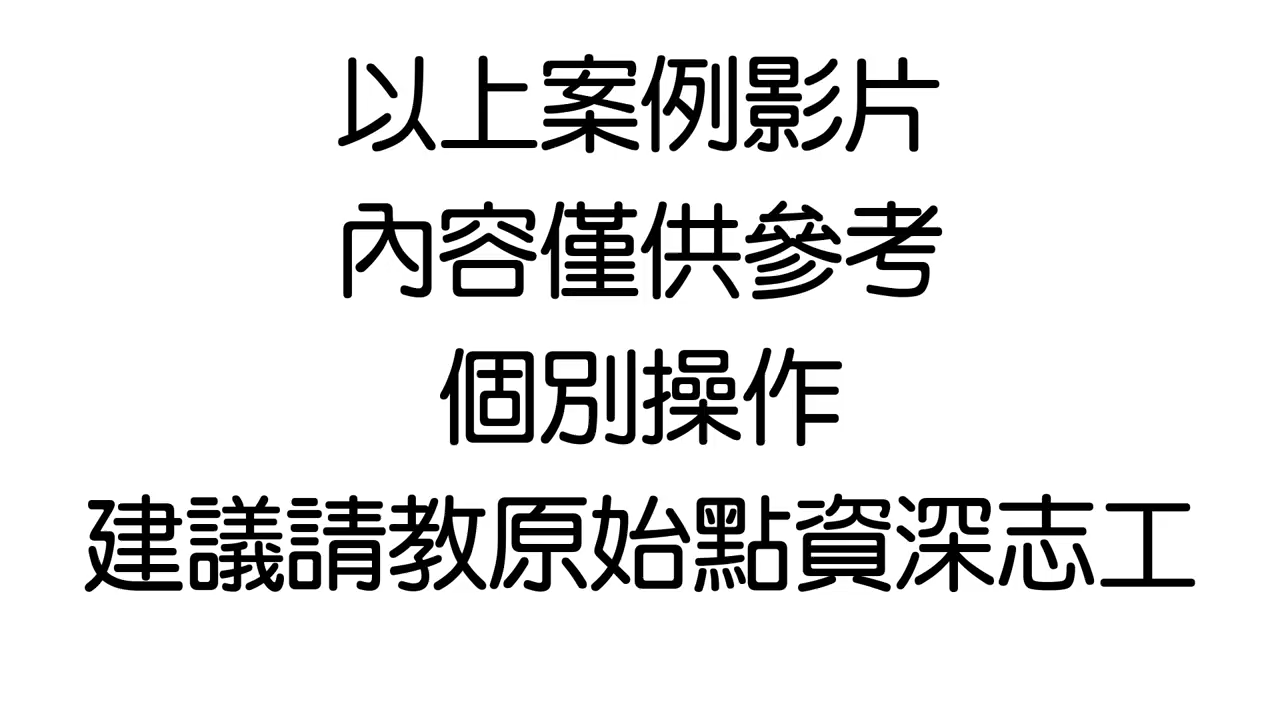 以上案例影片
內容僅供參考
個別操作
建議請教原始點資深志工